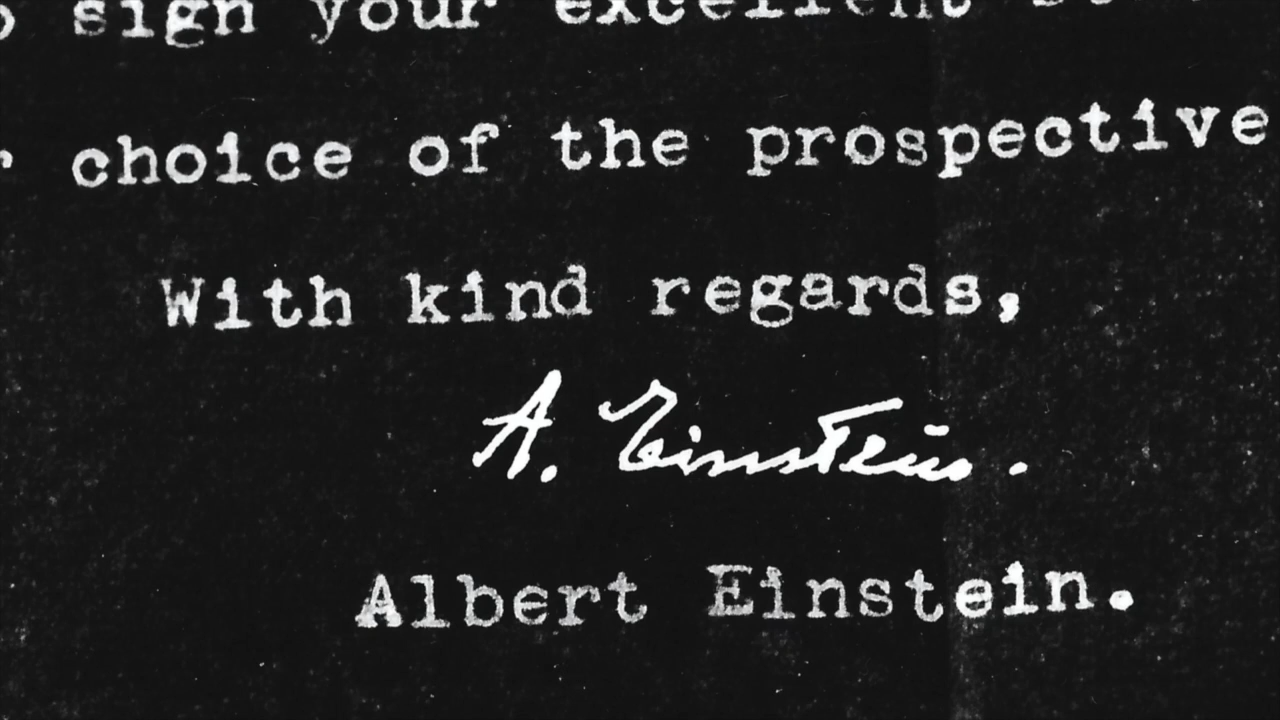 sign your excellent
choice of the prospective
With kind regards,
A. Einstein.
Albert Einstein.